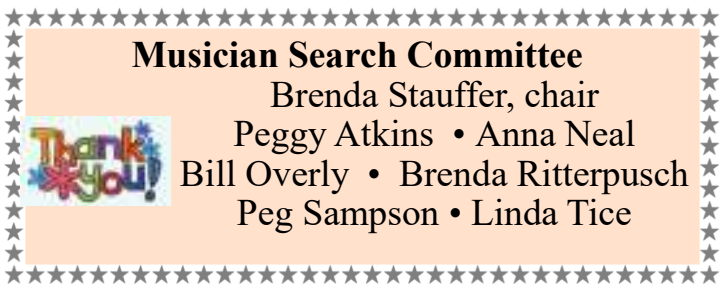 Musician Search Committee
Brenda Stauffer, chair
Peggy Atkins • Anna Neal
Thank
you!
Bill Overly • Brenda Ritterpusch
Peg Sampson • Linda Tice